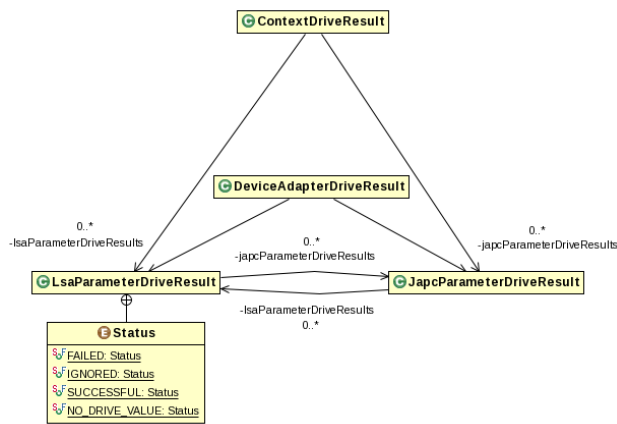 ContextDriveResult
DeviceAdapterDriveResult
0..*
-lsaParameterDriveResults
0..*
-japcParameterDriveResults
0..*
-japcParameterDriveResults
LsaParameterDriveResult
JapcParameterDriveResult
-lsaParameterDriveResults
0..*
Status
FAILED: Status
IGNORED: Status
SUCCESSFUL: Status
NO_DRIVE_VALUE: Status